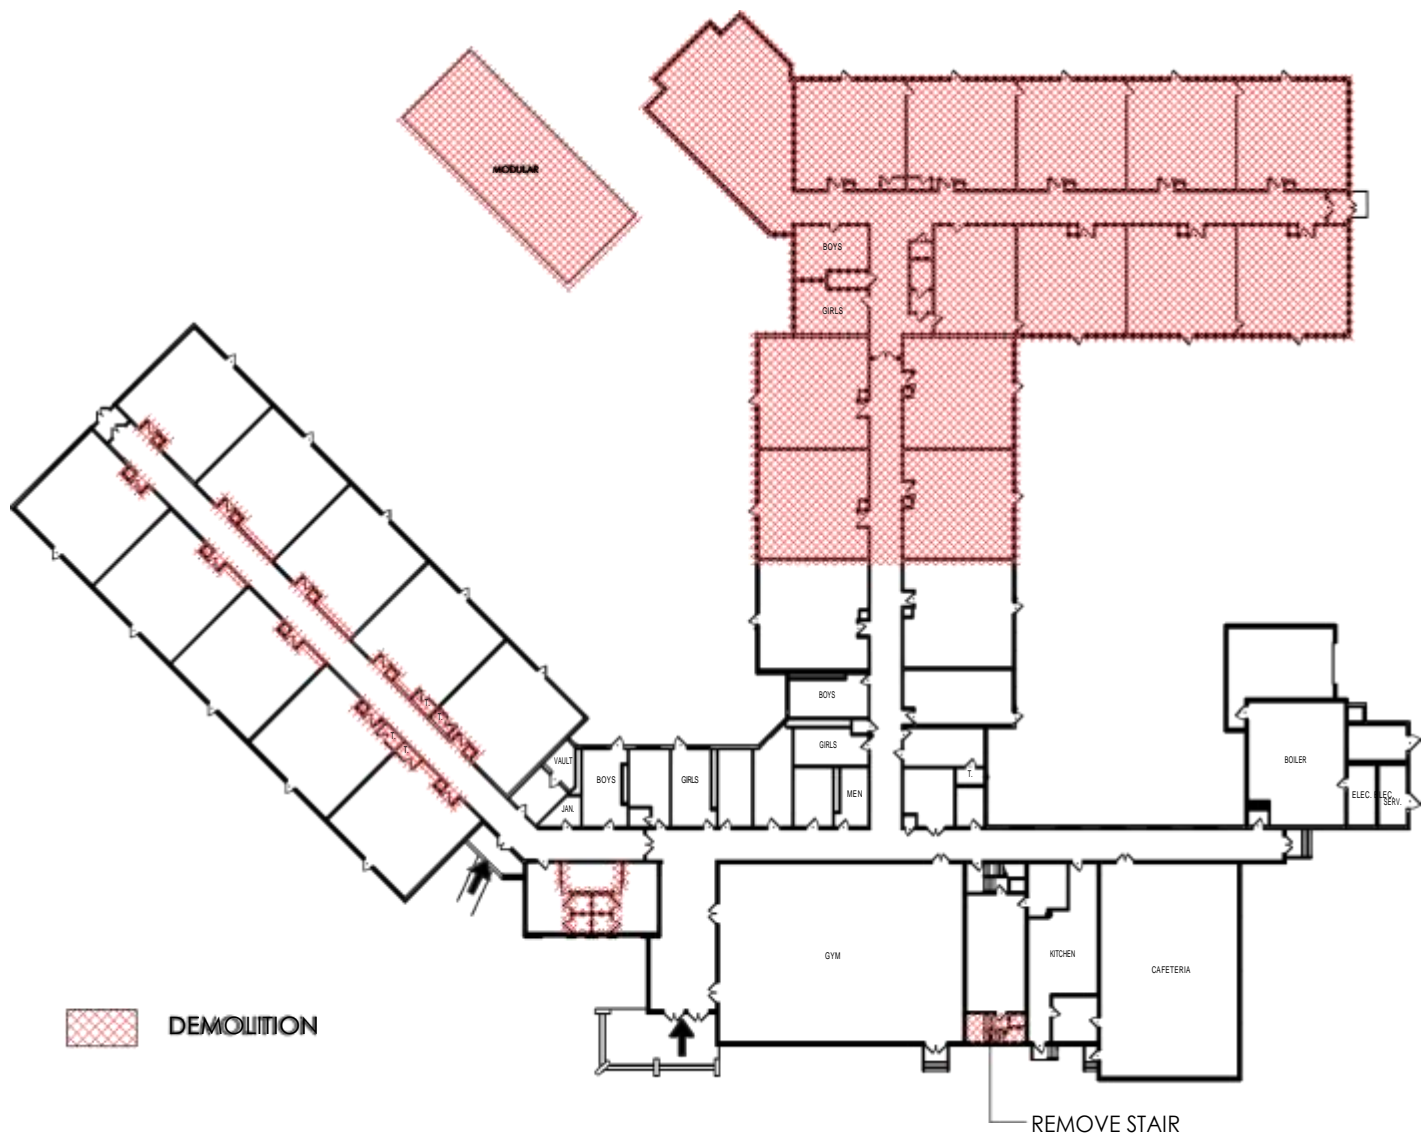 MODULAR
BOYS
GIRLS
BOYS
GIRLS
MEN
T.
VAULT
BOYS
GIRLS
JAN.
T.
T.
T.
T.
BOILER
ELEC. ELEC.
SERV.
GYM
KITCHEN
CAFETERIA
DEMOLITION
REMOVE STAIR